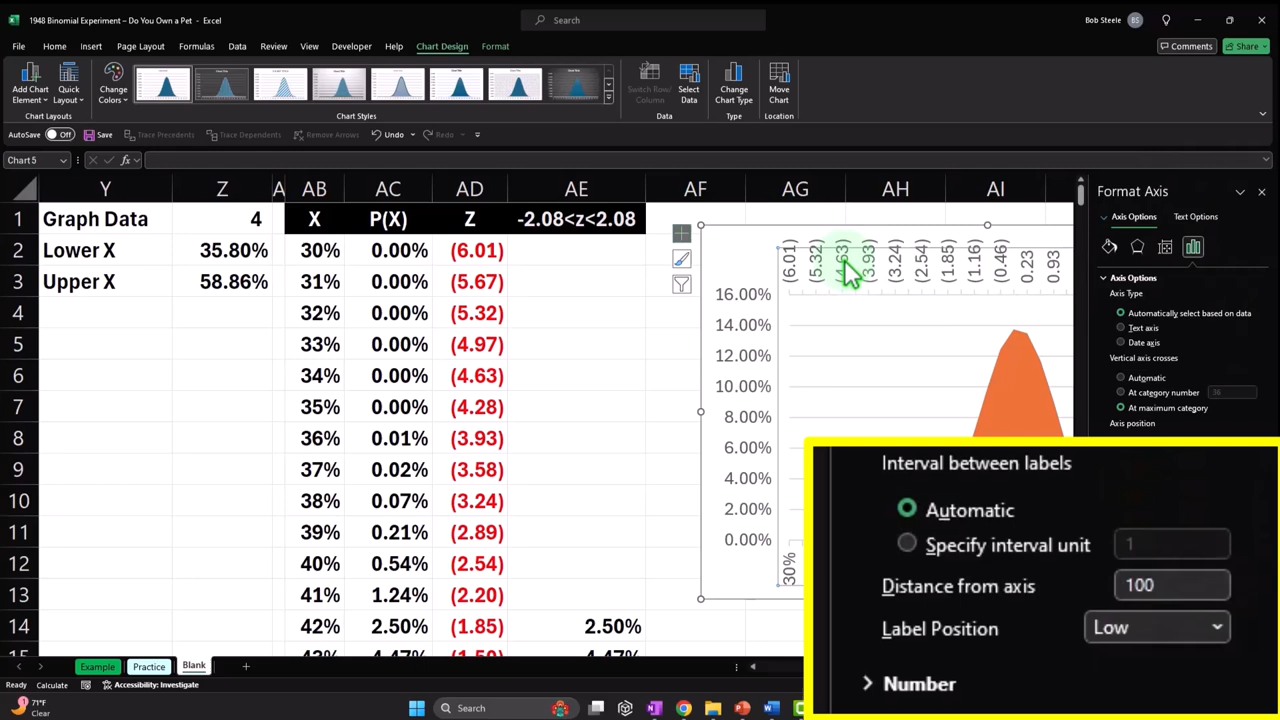 1948 Binomial Experiment – Do You Own a Pet - Excel
Search
Bob Steele
BS
File Home Insert Page Layout Formulas Data Review View Developer Help Chart Design Format
Comments
Share
Add Chart Element
Quick Layout
Change Colors
Switch Row/ Column
Select Data
Change Chart Type
Move Chart
Chart Layouts
Chart Styles
Data
Type
Location
AutoSave Off Save Trace Precedents Trace Dependents Remove Arrows Undo Redo
Chart 5
fx
Y Z A AB AC AD AE AF AG AH AI
1 Graph Data 4 X P(X) Z -2.08<z<2.08
2 Lower X 35.80% 30% 0.00% (6.01)
3 Upper X 58.86% 31% 0.00% (5.67)
4 32% 0.00% (5.32)
5 33% 0.00% (4.97)
6 34% 0.00% (4.63)
7 35% 0.00% (4.28)
8 36% 0.01% (3.93)
9 37% 0.02% (3.58)
10 38% 0.07% (3.24)
11 39% 0.21% (2.89)
12 40% 0.54% (2.54)
13 41% 1.24% (2.20)
14 42% 2.50% (1.85) 2.50%
15 43% 4.47% (1.50) 4.47%
(6.01) (5.32) (4.63) (3.93) (3.24) (2.54) (1.85) (1.16) (0.46) 0.23 0.93
16.00%
14.00%
12.00%
10.00%
8.00%
6.00%
4.00%
2.00%
0.00%
30%
Format Axis
Axis Options
Text Options
Axis Options
Axis Type
Automatically select based on data
Text axis
Date axis
Vertical axis crosses
Automatic
At category number 36
At maximum category
Axis position
Interval between labels
Automatic
Specify interval unit 1
Distance from axis 100
Label Position Low
Number
Example Practice Blank
Ready Calculate Accessibility: Investigate
1
71°F
Clear
Search